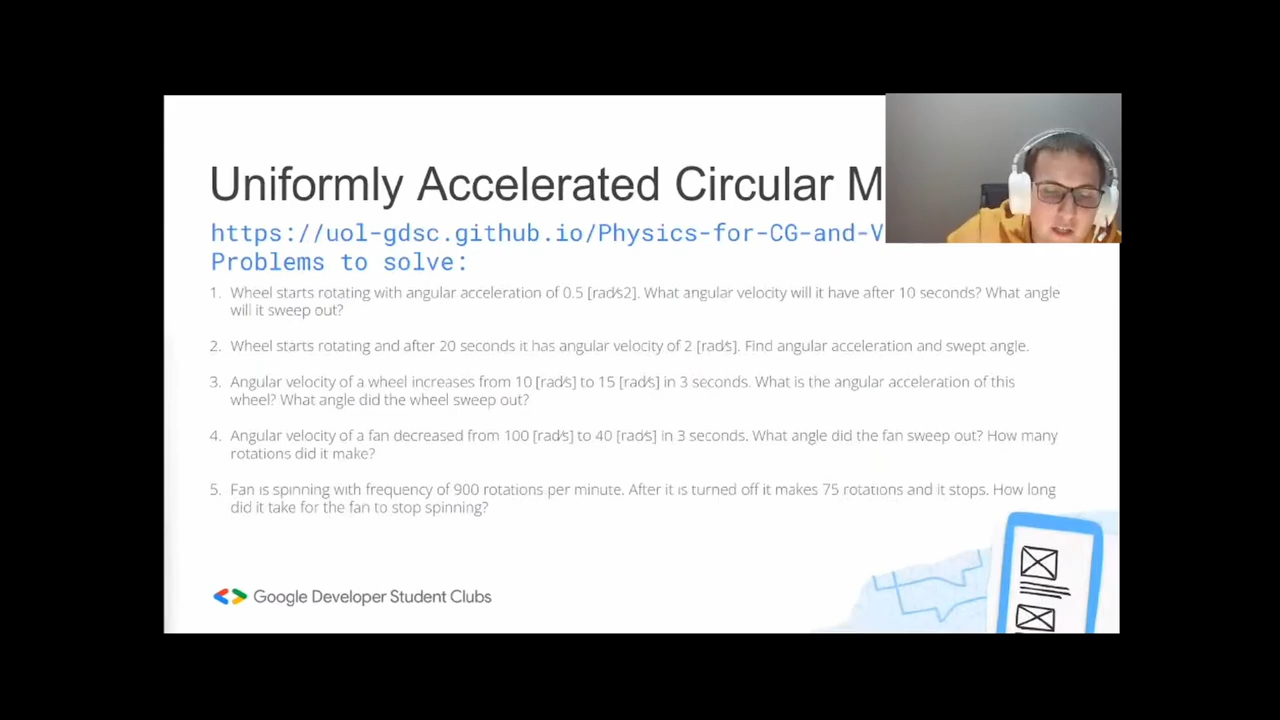 Uniformly Accelerated Circular M
https://uol-gdsc.github.io/Physics-for-CG-and-V
Problems to solve:
1. Wheel starts rotating with angular acceleration of 0.5 [rad⁄s2]. What angular velocity will it have after 10 seconds? What angle
will it sweep out?
2. Wheel starts rotating and after 20 seconds it has angular velocity of 2 [rad⁄s]. Find angular acceleration and swept angle.
3. Angular velocity of a wheel increases from 10 [rad⁄s] to 15 [rad⁄s] in 3 seconds. What is the angular acceleration of this
wheel? What angle did the wheel sweep out?
4. Angular velocity of a fan decreased from 100 [rad⁄s] to 40 [rad⁄s] in 3 seconds. What angle did the fan sweep out? How many
rotations did it make?
5. Fan is spinning with frequency of 900 rotations per minute. After it is turned off it makes 75 rotations and it stops. How long
did it take for the fan to stop spinning?
Google Developer Student Clubs